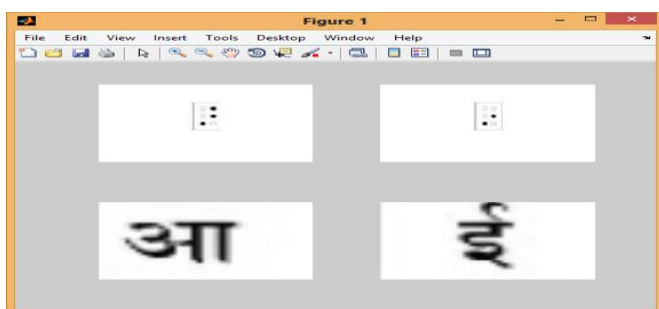 Figure 1
File Edit View Insert Tools Desktop Window Help
⠜ ⠔
आ ई